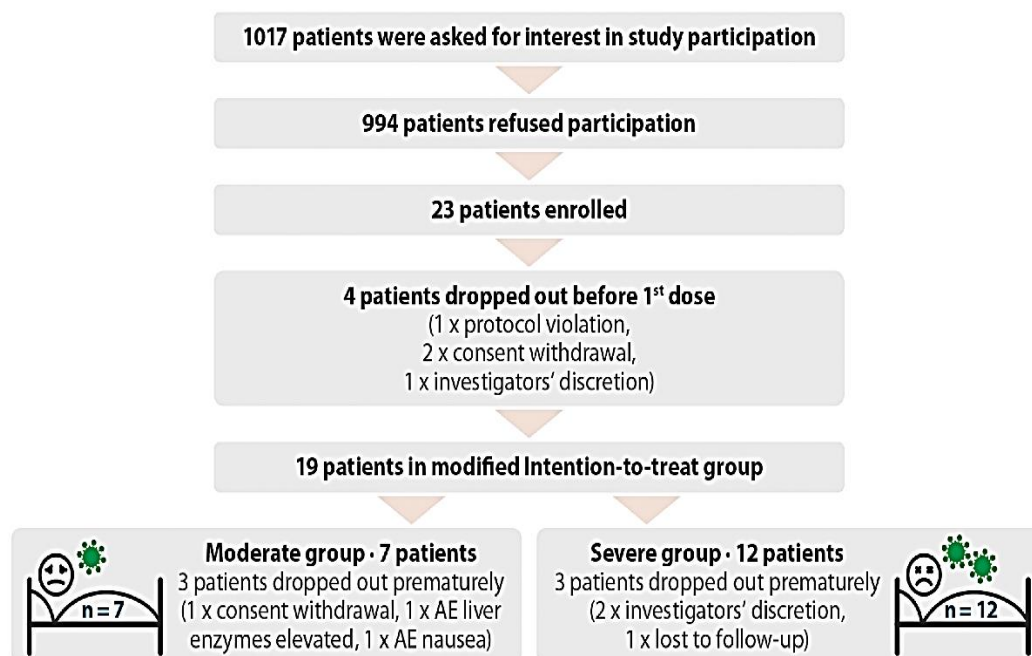 1017 patients were asked for interest in study participation
994 patients refused participation
23 patients enrolled
4 patients dropped out before 1st dose
(1 x protocol violation,
2 x consent withdrawal,
1 x investigators‘ discretion)
19 patients in modified Intention-to-treat group
Moderate group · 7 patients
3 patients dropped out prematurely
(1 x consent withdrawal, 1 x AE liver
enzymes elevated, 1 x AE nausea)
n = 7
Severe group · 12 patients
3 patients dropped out prematurely
(2 x investigators‘ discretion,
1 x lost to follow-up)
n = 12